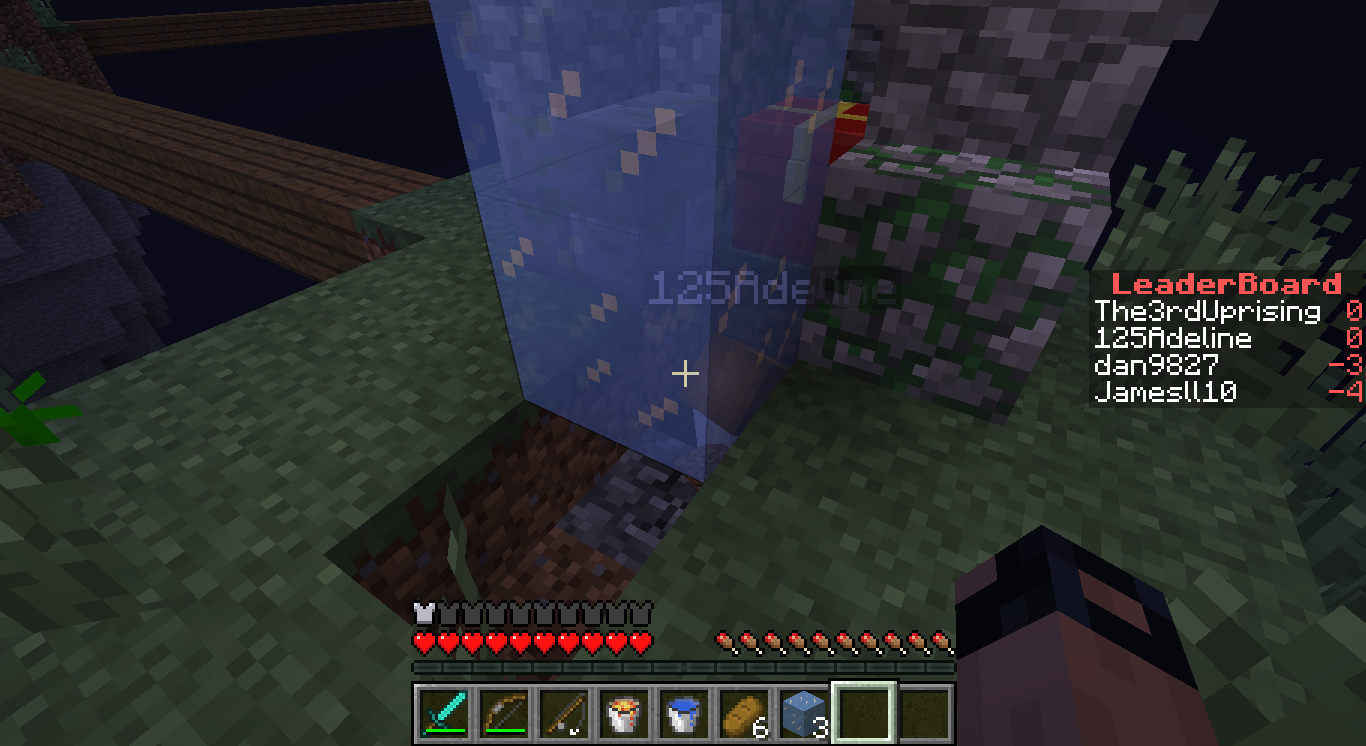 125Adeline
LeaderBoard
The3rdUprising 0
125Adeline 0
dan9827 -3
Jamesll10 -4
6
3